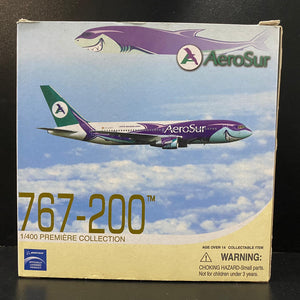 AeroSur
AeroSur
767-200™
1/400 PREMIÈRE COLLECTION
AGE OVER 14 COLLECTABLE ITEM
WARNING:
CHOKING HAZARD-Small parts.
Not for children under 3 years.